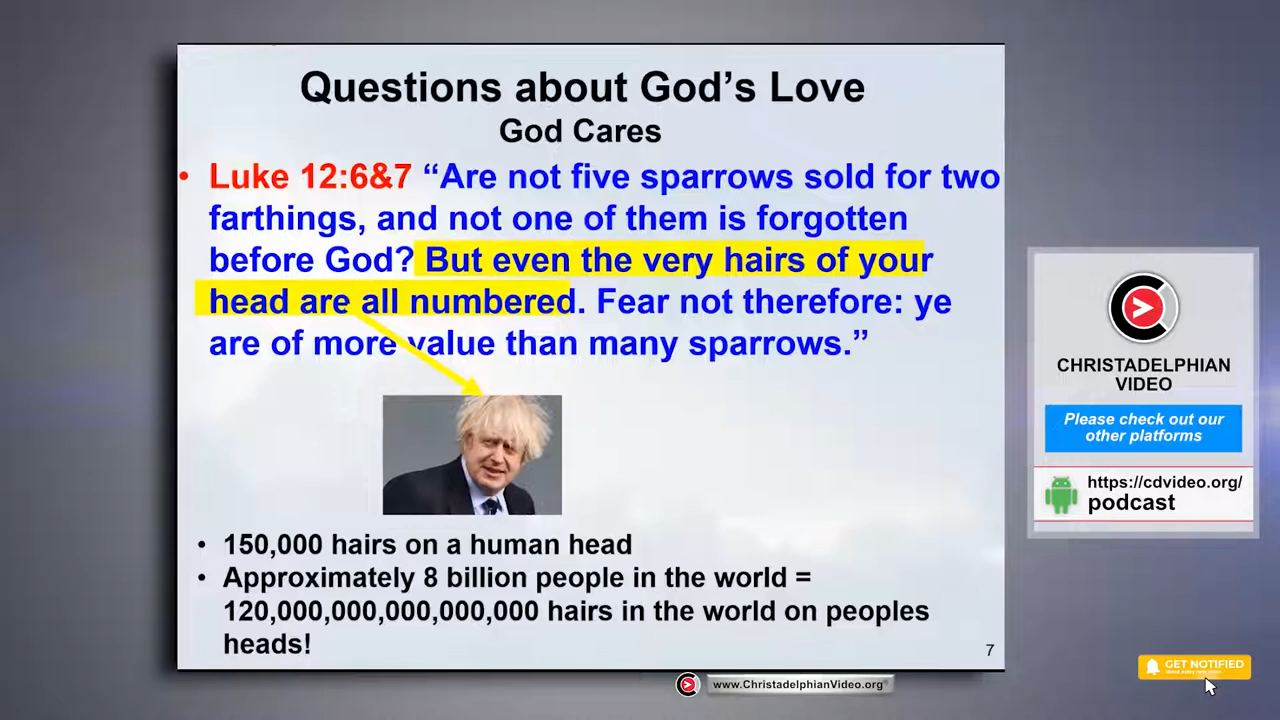 Questions about God's Love
God Cares
• Luke 12:6&7 “Are not five sparrows sold for two
farthings, and not one of them is forgotten
before God? But even the very hairs of your
head are all numbered. Fear not therefore: ye
are of more value than many sparrows.”
• 150,000 hairs on a human head
• Approximately 8 billion people in the world =
120,000,000,000,000,000 hairs in the world on peoples
heads!
7
CHRISTADELPHIAN
VIDEO
Please check out our
other platforms
https://cdvideo.org/
podcast
GET NOTIFIED
www.ChristadelphianVideo.org